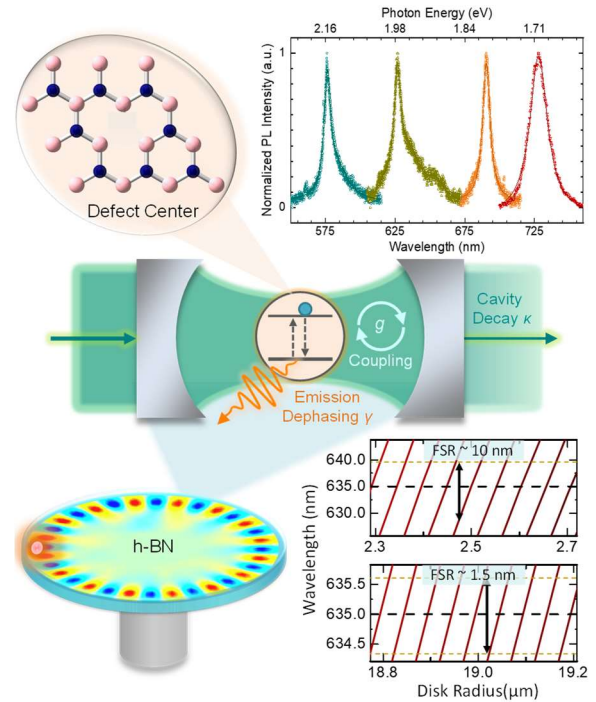 Photon Energy (eV)
2.16 1.98 1.84 1.71
1
0
Normalized PL Intensity (a.u.)
575 625 675 725
Wavelength (nm)
Defect Center
g
Coupling
Cavity
Decay κ
Emission
Dephasing γ
h-BN
Wavelength (nm)
FSR ~ 10 nm
640.0
635.0
630.0
2.3 2.5 2.7
FSR ~ 1.5 nm
635.5
635.0
634.5
18.8 19.0 19.2
Disk Radius(μm)